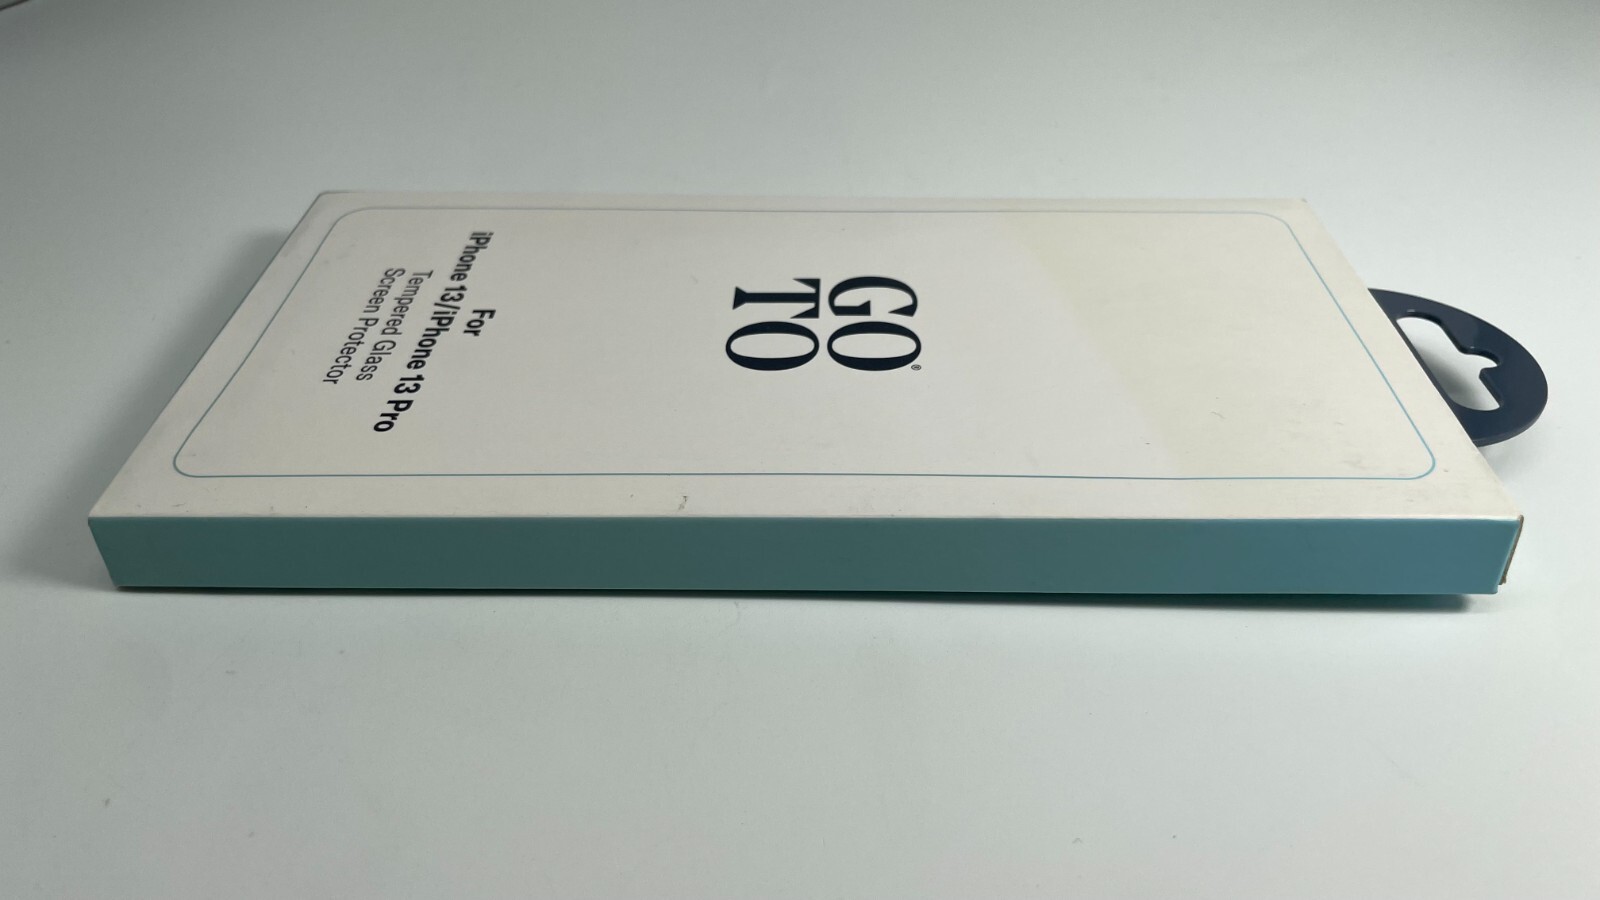 GO®
TO
For
iPhone 13/iPhone 13 Pro
Tempered Glass
Screen Protector